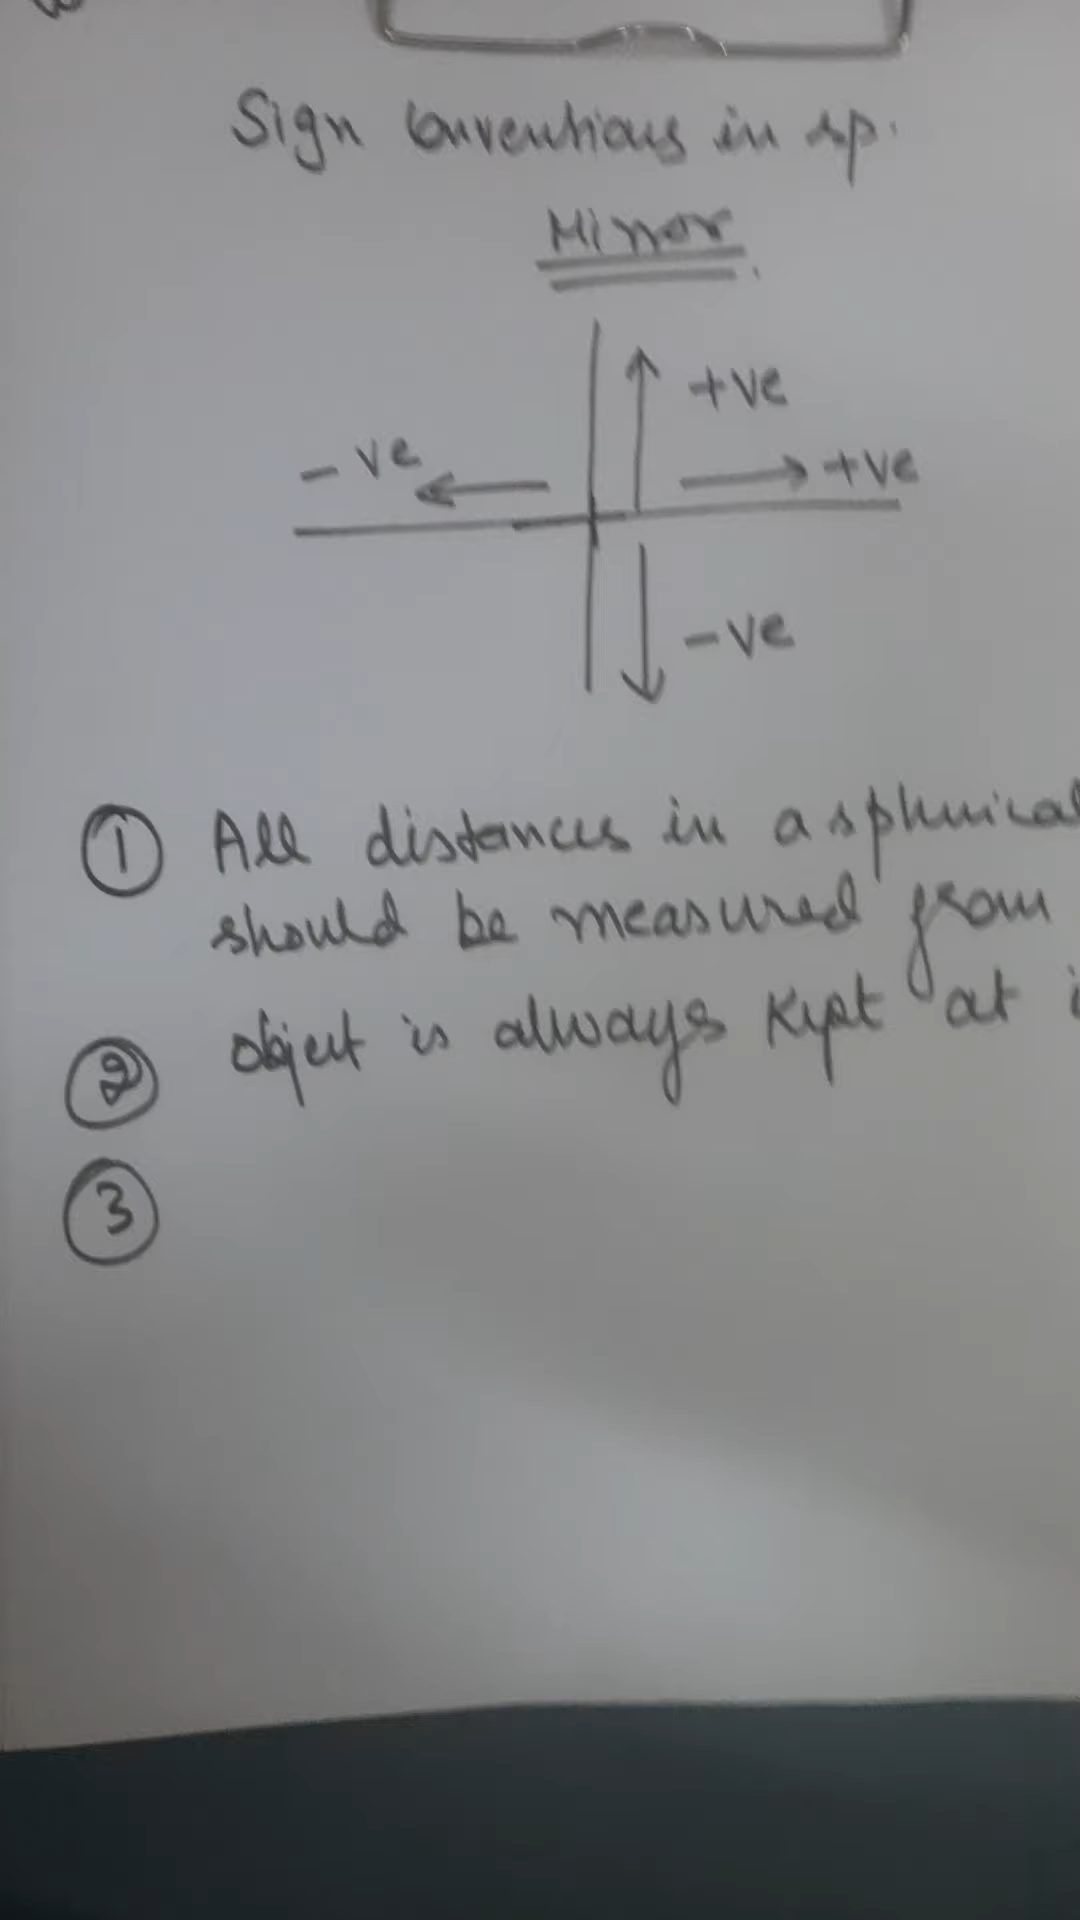 Sign Conventions in sp.
Mirror
+ve
-ve
+ve
-ve
① All distances in a spherical
should be measured from
② object is always kept at
③